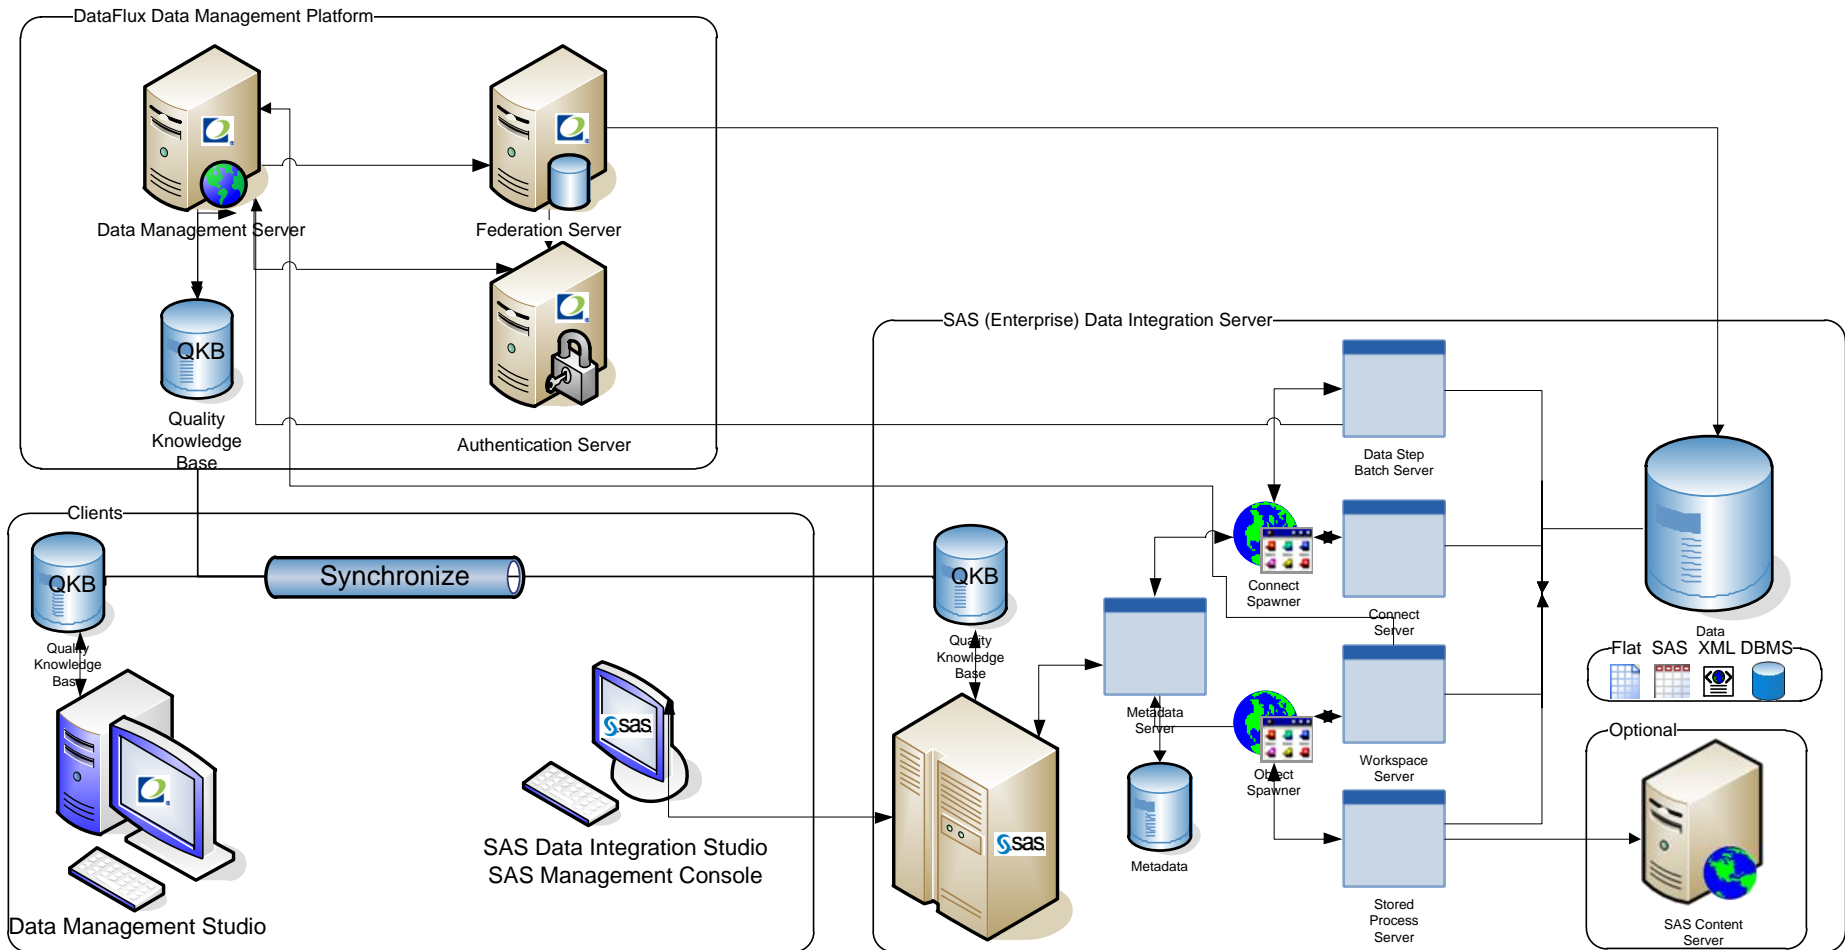 DataFlux Data Management Platform
Data Management Server
Federation Server
QKB
Quality
Knowledge
Base
Authentication Server
SAS (Enterprise) Data Integration Server
Data Step
Batch Server
Connect
Spawner
Connect
Server
QKB
Quality
Knowledge
Base
Metadata
Server
Object
Spawner
Workspace
Server
Metadata
Stored
Process
Server
sas
Data
Flat SAS XML DBMS
Optional
SAS Content
Server
Clients
QKB
Quality
Knowledge
Base
Synchronize
sas
SAS Data Integration Studio
SAS Management Console
Data Management Studio